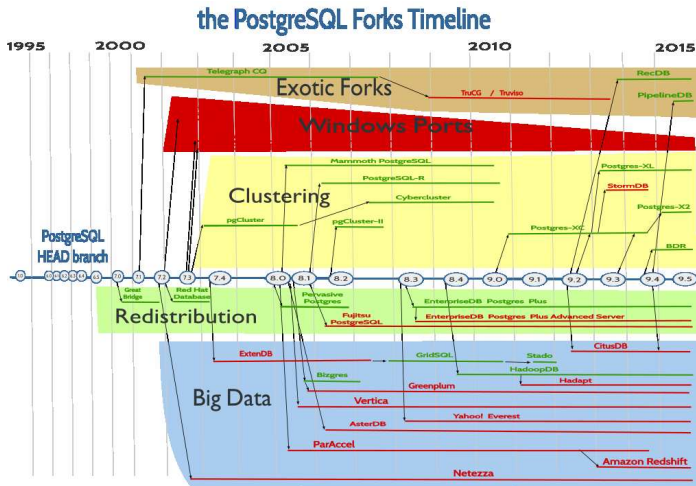 the PostgreSQL Forks Timeline
1995 2000 2005 2010 2015
Telegraph CQ
Exotic Forks
TruCG / Truviso
RecDB
PipelineDB
Windows Ports
Mammoth PostgreSQL
PostgreSQL-R
Clustering
Cybercluster
pgCluster
pgCluster-II
Postgres-XL
StormDB
Postgres-X2
Postgres-XC
BDR
PostgreSQL
HEAD branch
6.5 7.0 7.1 7.2 7.3 7.4 8.0 8.1 8.2 8.3 8.4 9.0 9.1 9.2 9.3 9.4 9.5
Great
Bridge
Red Hat
Database
Pervasive
Postgres
EnterpriseDB Postgres Plus
Redistribution
Fujitsu
PostgreSQL
EnterpriseDB Postgres Plus Advanced Server
CitusDB
ExtenDB
GridSQL
Stado
HadoopDB
Bizgres
Hadapt
Greenplum
Big Data
Vertica
Yahoo! Everest
AsterDB
ParAccel
Amazon Redshift
Netezza